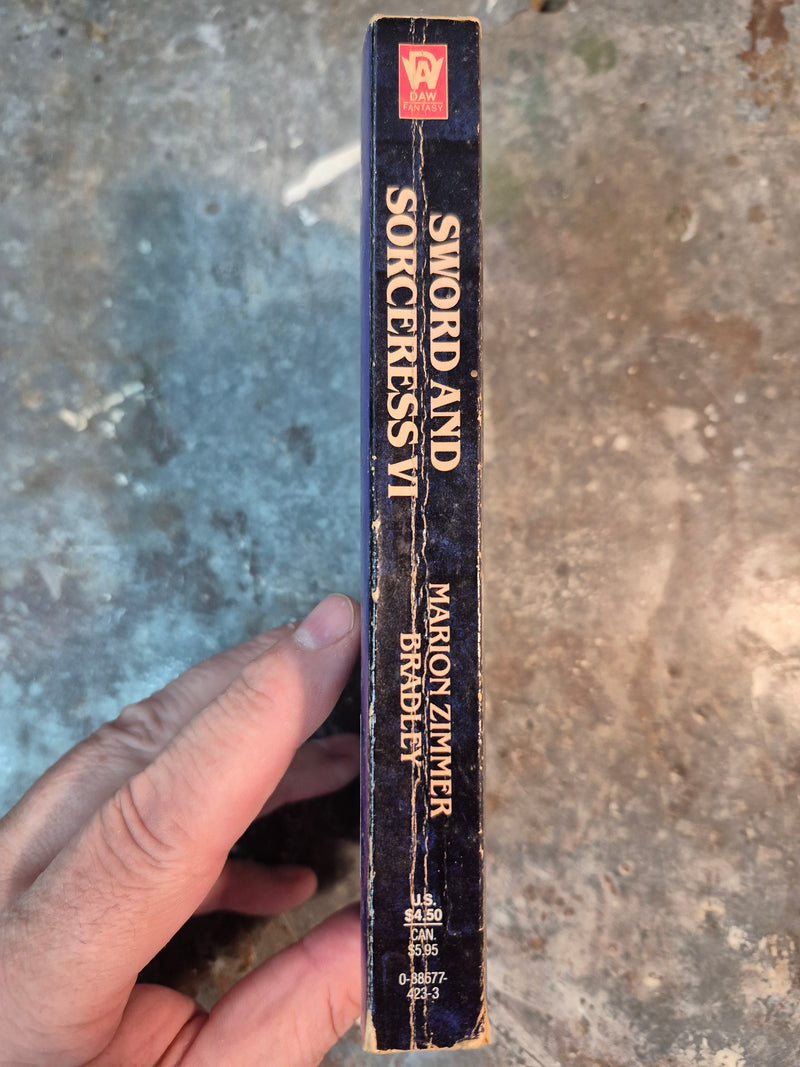 DAW
FANTASY
SWORD AND
SORCERESS VI
MARION ZIMMER
BRADLEY
U.S.
$4.50
CAN
$5.95
0-88677-
423-3